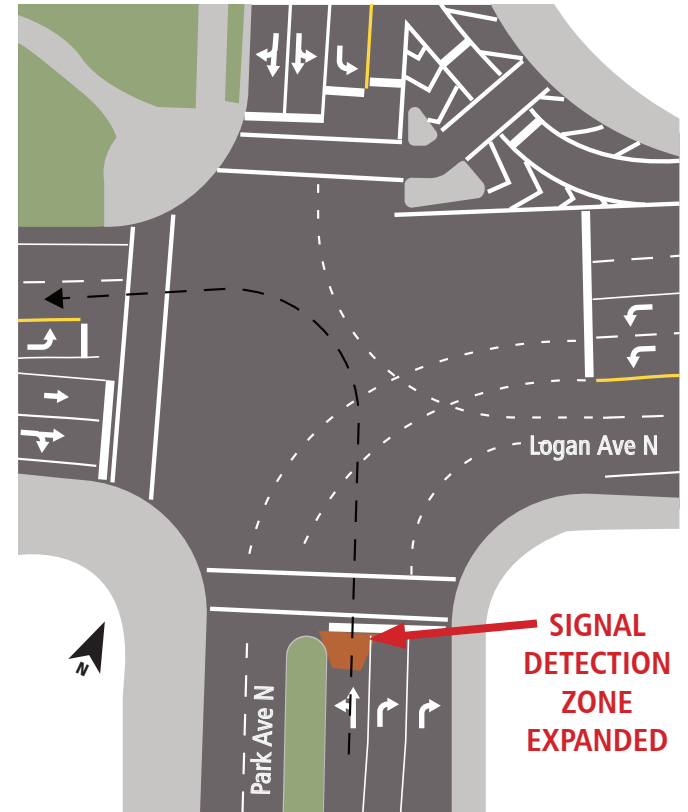 Logan Ave N
SIGNAL
DETECTION
ZONE
EXPANDED
N
Park Ave N